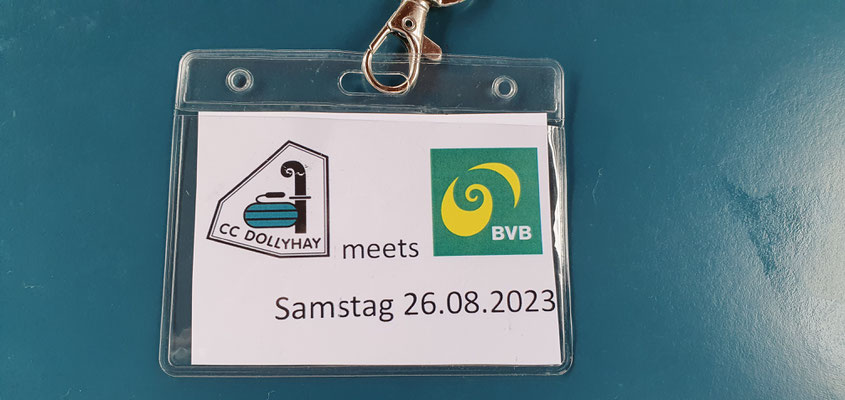 CC DOLLYHAY
meets
BVB
Samstag 26.08.2023